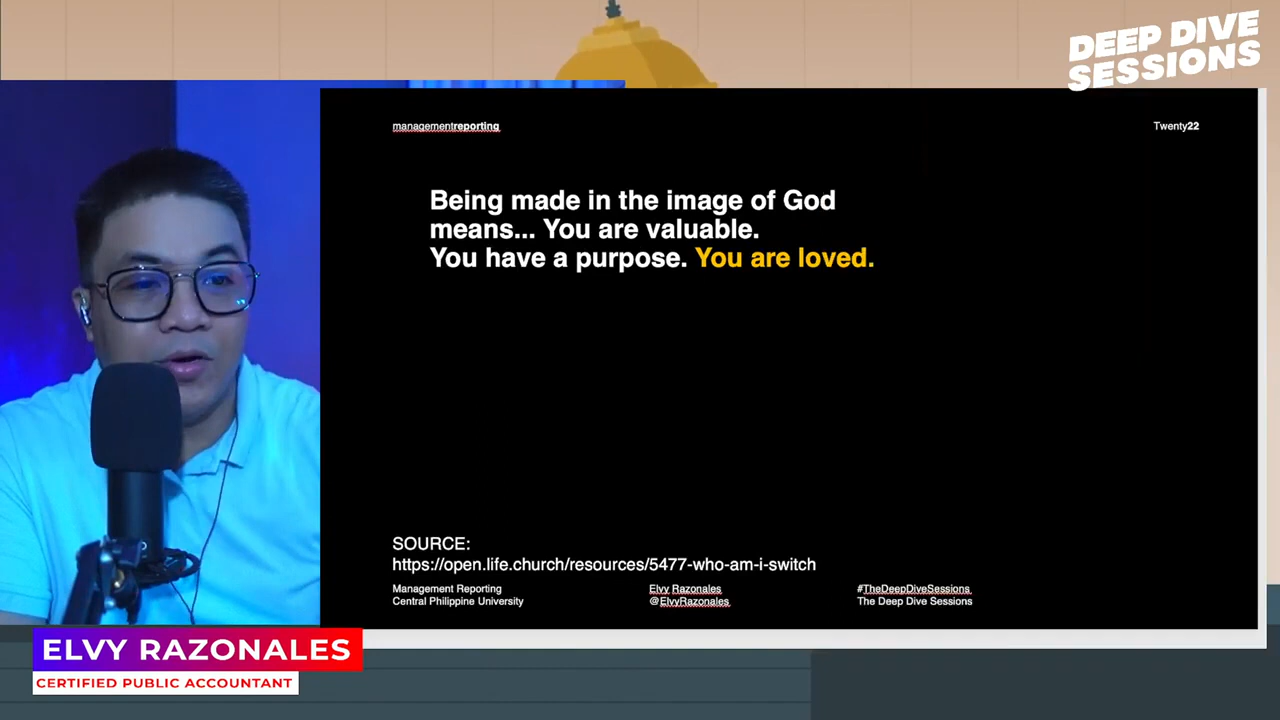 DEEP DIVE
SESSIONS
managementreporting
Twenty22
Being made in the image of God
means... You are valuable.
You have a purpose. You are loved.
SOURCE:
https://open.life.church/resources/5477-who-am-i-switch
Management Reporting
Central Philippine University
Elvy Razonales
@ElvyRazonales
#TheDeepDiveSessions
The Deep Dive Sessions
ELVY RAZONALES
CERTIFIED PUBLIC ACCOUNTANT